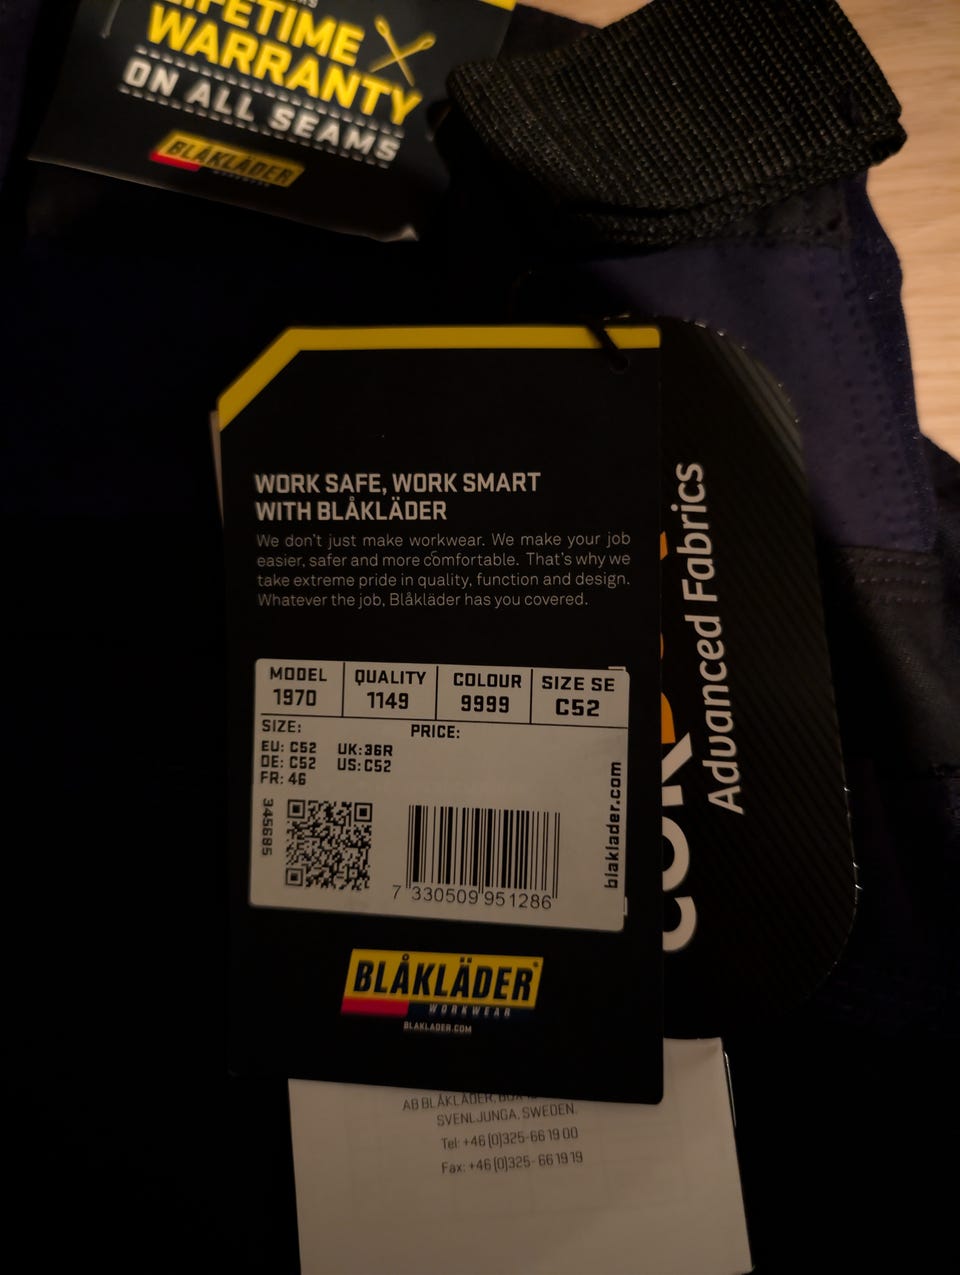 LIFETIME
WARRANTY
ON ALL SEAMS
BLÅKLÄDER
WORK SAFE, WORK SMART
WITH BLÅKLÄDER
We don't just make workwear. We make your job
easier, safer and more comfortable. That's why we
take extreme pride in quality, function and design.
Whatever the job, Blåkläder has you covered.
MODEL QUALITY COLOUR SIZE SE
1970 1149 9999 C52
SIZE: PRICE:
EU: C52 UK:36R
DE: C52 US:C52
FR: 46
345685
7 330509 951286
blaklader.com
BLÅKLÄDER
WORKWEAR
BLAKLADER.COM
Advanced Fabrics
AB BLÅKLÄDER, BOX
SVENLJUNGA, SWEDEN.
Tel: +46 (0)325-66 19 00
Fax: +46 (0)325- 66 19 19